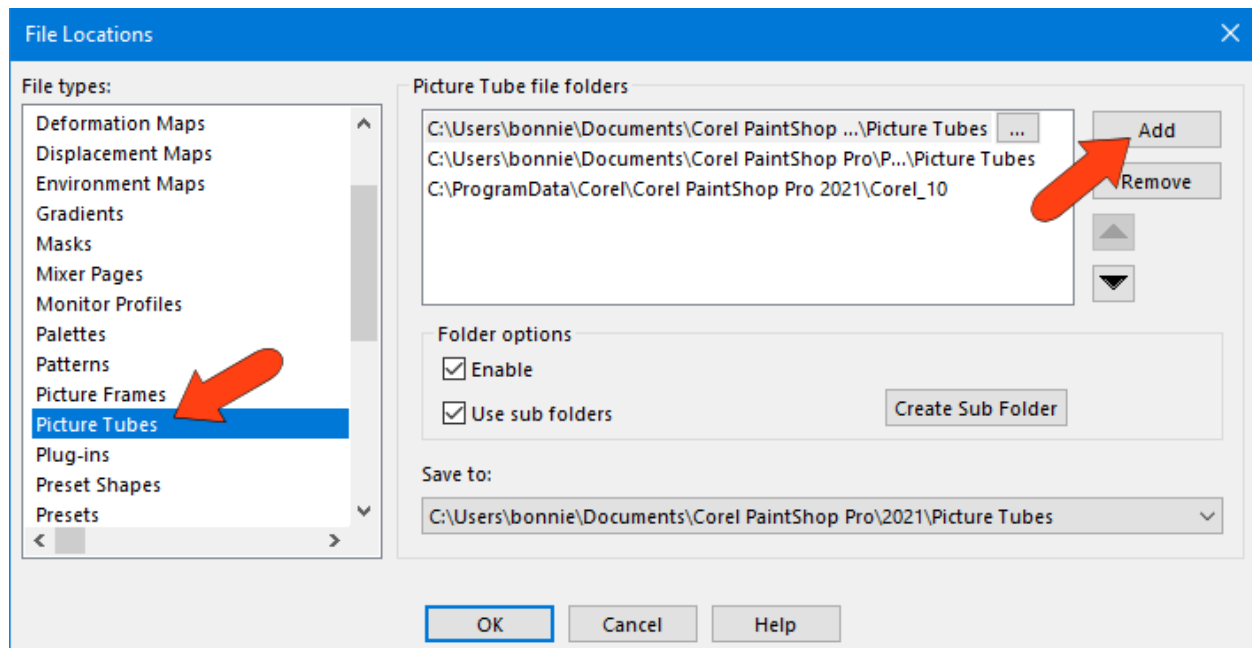 File Locations
File types:
Deformation Maps
Displacement Maps
Environment Maps
Gradients
Masks
Mixer Pages
Monitor Profiles
Palettes
Patterns
Picture Frames
Picture Tubes
Plug-ins
Preset Shapes
Presets
Picture Tube file folders
C:\Users\bonnie\Documents\Corel PaintShop ...\Picture Tubes ...
C:\Users\bonnie\Documents\Corel PaintShop Pro\P...\Picture Tubes
C:\ProgramData\Corel\Corel PaintShop Pro 2021\Corel_10
Add
Remove
Folder options
Enable
Use sub folders
Create Sub Folder
Save to:
C:\Users\bonnie\Documents\Corel PaintShop Pro\2021\Picture Tubes
OK Cancel Help